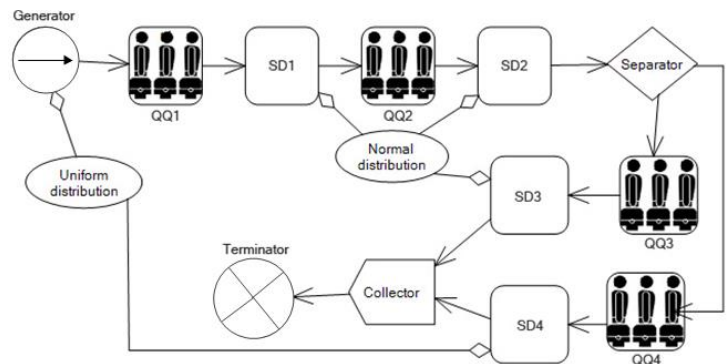 Generator
QQ1
SD1
QQ2
SD2
Separator
Uniform
distribution
Normal
distribution
SD3
QQ3
Terminator
Collector
SD4
QQ4